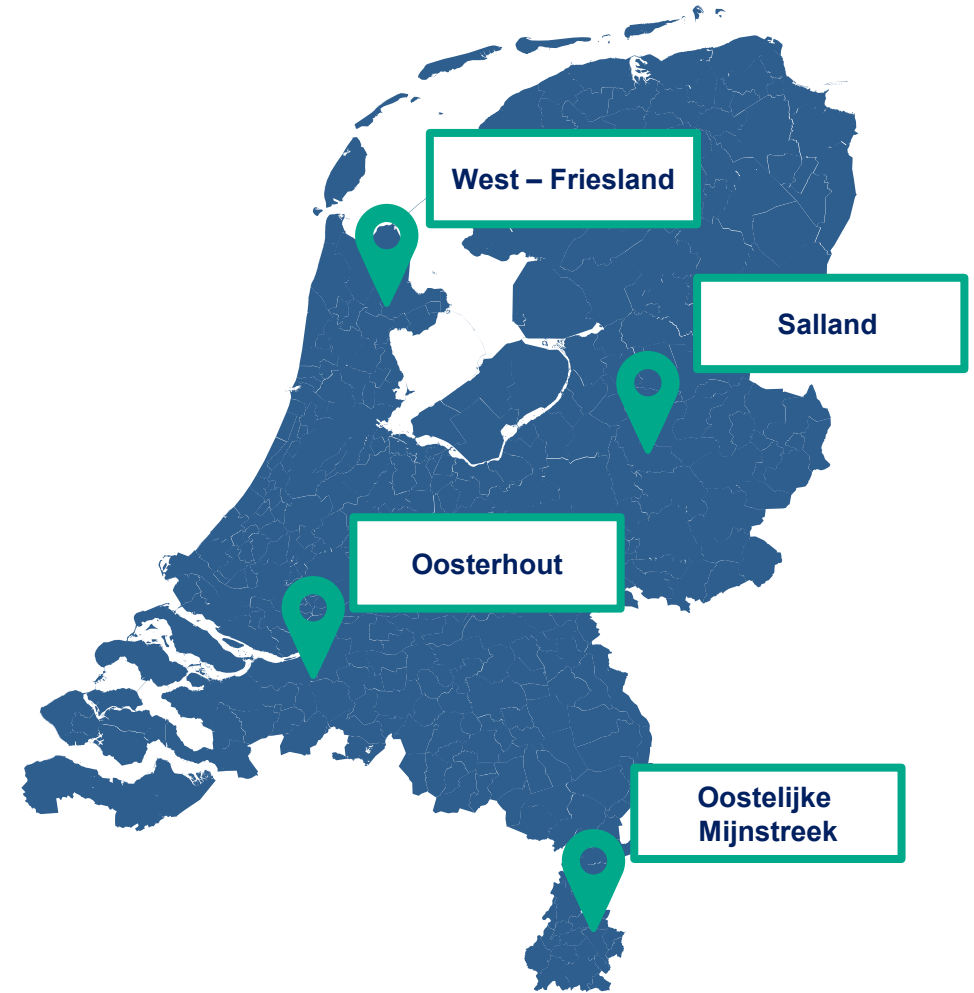 West – Friesland
Salland
Oosterhout
Oostelijke
Mijnstreek